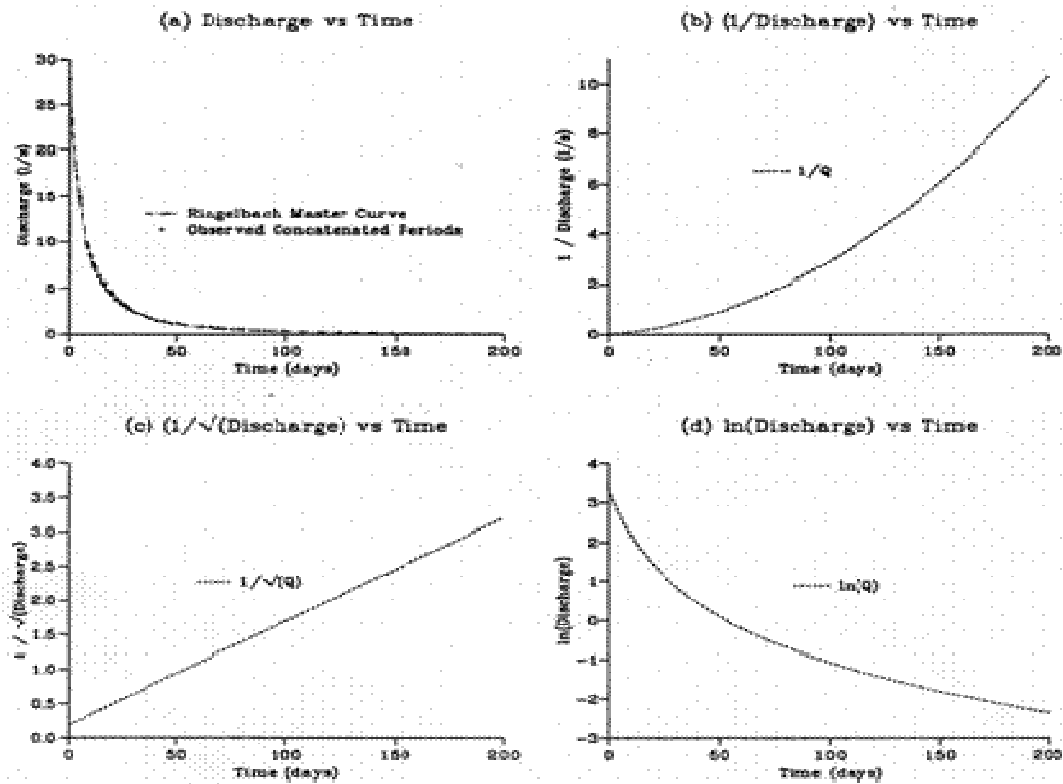 (a) Discharge vs Time
30
25
20
15
10
5
0
Discharge (l/s)
Ringelbach Master Curve
Observed Concatenated Periods
0 50 100 150 200
Time (days)
(b) (1/Discharge) vs Time
10
8
6
4
2
0
1 / Discharge (l/s)
1/Q
0 50 100 150 200
Time (days)
(c) (1/√(Discharge) vs Time
4.0
3.5
3.0
2.5
2.0
1.5
1.0
0.5
0.0
1 / √(Discharge)
1/√(Q)
0 50 100 150 200
Time (days)
(d) ln(Discharge) vs Time
4
3
2
1
0
-1
-2
-3
ln(Discharge)
ln(Q)
0 50 100 150 200
Time (days)